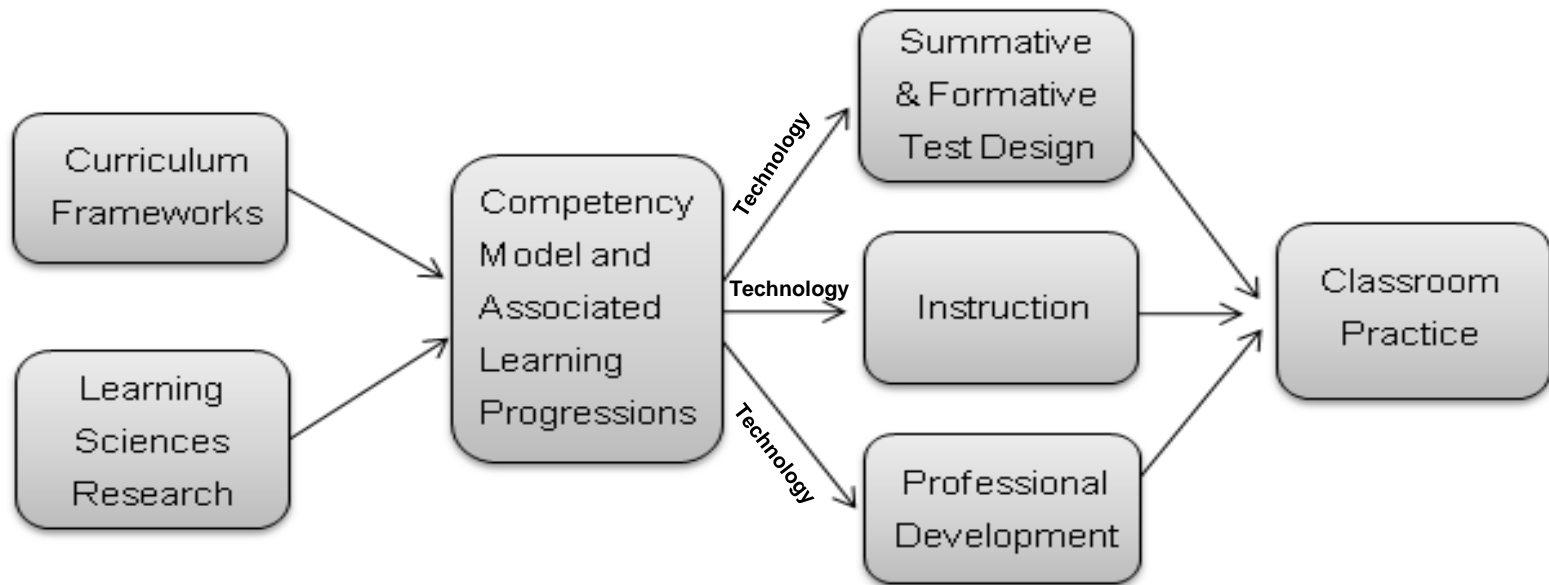 Curriculum
Frameworks
Learning
Sciences
Research
Competency
Model and
Associated
Learning
Progressions
Technology
Technology
Technology
Summative
& Formative
Test Design
Instruction
Professional
Development
Classroom
Practice